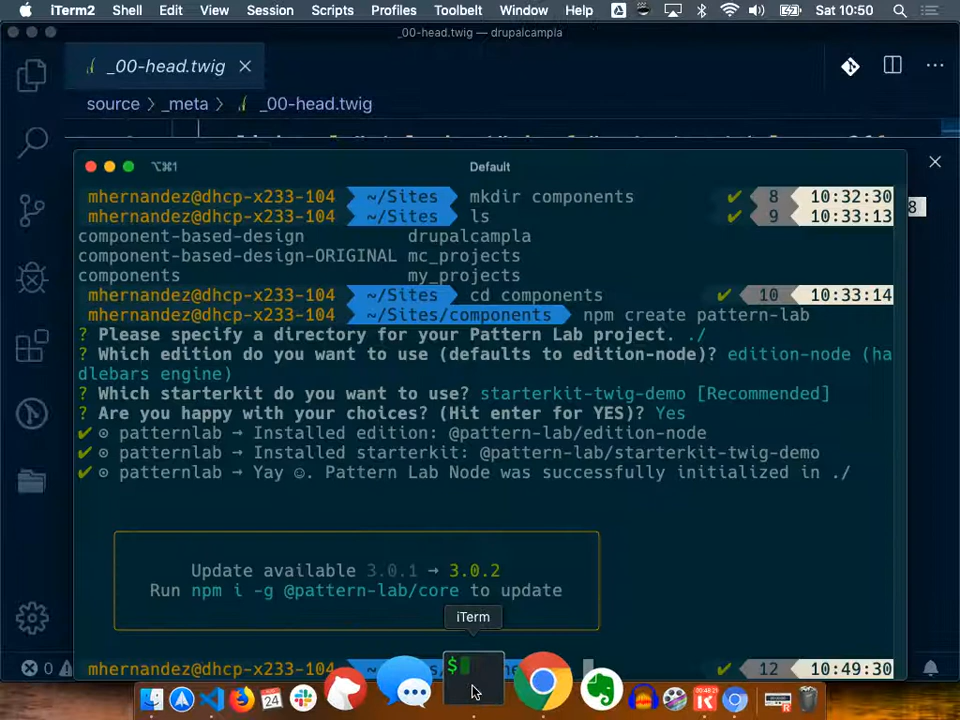 iTerm2 Shell Edit View Session Scripts Profiles Toolbelt Window Help Sat 10:50
_00-head.twig — drupalcampla
_00-head.twig
source > _meta > _00-head.twig
⌥⌘1 Default
mhernandez@dhcp-x233-104 ~/Sites mkdir components ✔ 8 10:32:30
mhernandez@dhcp-x233-104 ~/Sites ls ✔ 9 10:33:13
component-based-design drupalcampla
component-based-design-ORIGINAL mc_projects
components my_projects
mhernandez@dhcp-x233-104 ~/Sites cd components ✔ 10 10:33:14
mhernandez@dhcp-x233-104 ~/Sites/components npm create pattern-lab
? Please specify a directory for your Pattern Lab project. ./
? Which edition do you want to use (defaults to edition-node)? edition-node (ha
dlebars engine)
? Which starterkit do you want to use? starterkit-twig-demo [Recommended]
? Are you happy with your choices? (Hit enter for YES)? Yes
✔ ⊙ patternlab → Installed edition: @pattern-lab/edition-node
✔ ⊙ patternlab → Installed starterkit: @pattern-lab/starterkit-twig-demo
✔ ⊙ patternlab → Yay ☺. Pattern Lab Node was successfully initialized in ./
Update available 3.0.1 → 3.0.2
Run npm i -g @pattern-lab/core to update
iTerm
mhernandez@dhcp-x233-104 12 10:49:30
$
0
24